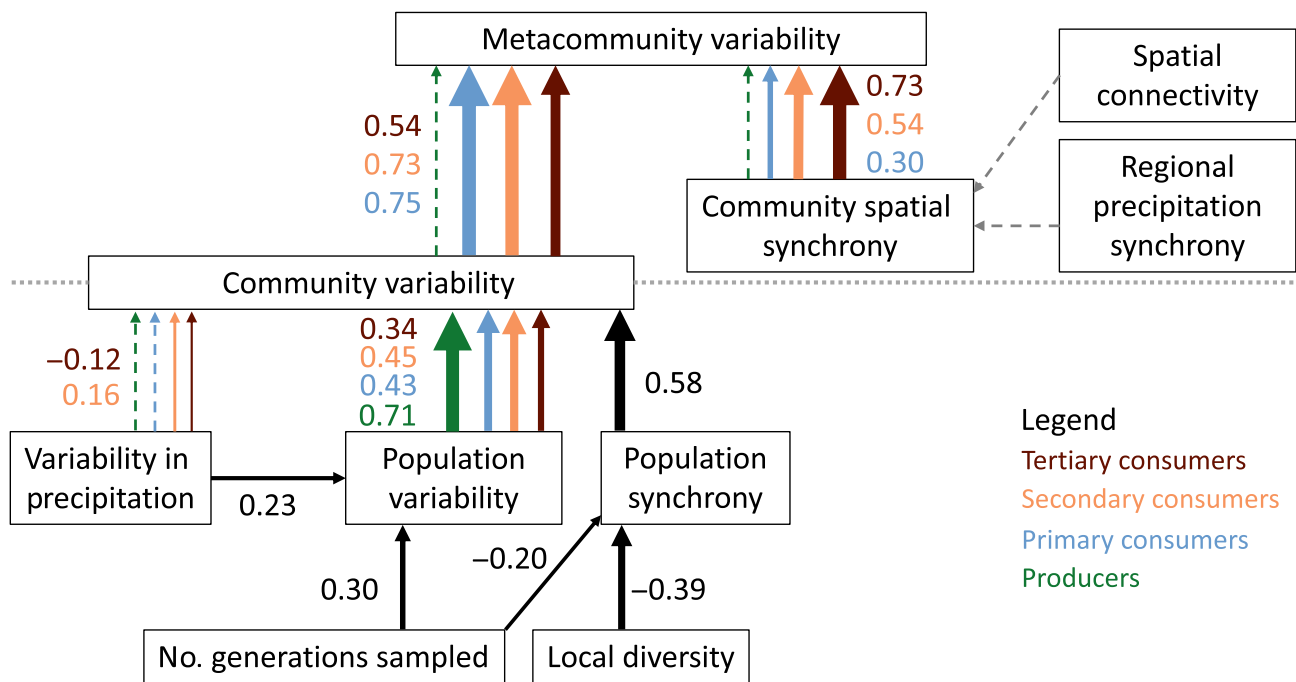 Metacommunity variability
Spatial
connectivity
0.54
0.73
0.75
0.73
0.54
0.30
Regional
precipitation
synchrony
Community spatial
synchrony
Community variability
−0.12
0.16
0.34
0.45
0.43
0.71
0.58
Variability in
precipitation
0.23
Population
variability
Population
synchrony
Legend
Tertiary consumers
Secondary consumers
Primary consumers
Producers
0.30
−0.20
−0.39
No. generations sampled
Local diversity